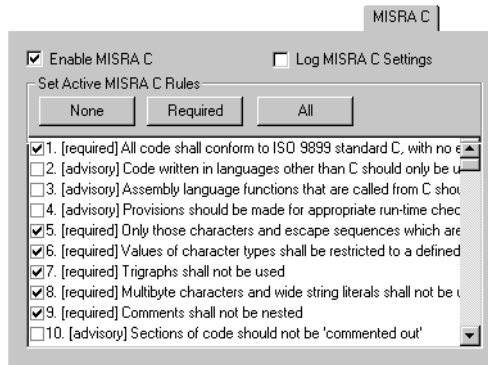 MISRA C
Enable MISRA C Log MISRA C Settings
Set Active MISRA C Rules
None Required All
1. [required] All code shall conform to ISO 9899 standard C, with no
2. [advisory] Code written in languages other than C should only be
3. [advisory] Assembly language functions that are called from C
4. [advisory] Provisions should be made for appropriate run-time
5. [required] Only those characters and escape sequences which are
6. [required] Values of character types shall be restricted to a defined
7. [required] Trigraphs shall not be used
8. [required] Multibyte characters and wide string literals shall not be
9. [required] Comments shall not be nested
10. [advisory] Sections of code should not be 'commented out'